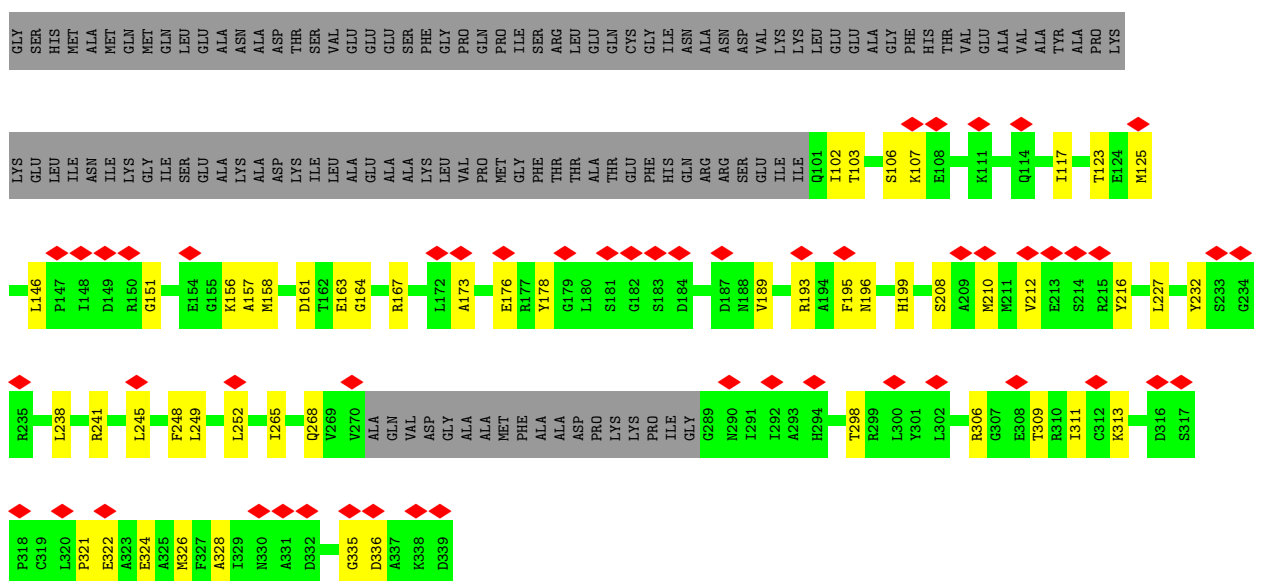 GLY SER HIS MET ALA MET GLN MET GLN LEU GLU ALA ASN ALA ASP THR SER VAL GLU GLU GLU SER PHE GLY PRO GLN PRO ILE SER ARG LEU GLU GLN CYS GLY ILE ASN ALA ASN ASP VAL LYS LYS LEU GLU GLU ALA GLY PHE HIS THR VAL GLU ALA VAL ALA TYR ALA PRO LYS
LYS GLU LEU ILE ASN ILE LYS GLY ILE SER GLU ALA LYS ALA ASP LYS ILE LEU ALA GLU ALA ALA LYS LEU VAL PRO MET GLY PHE THR THR ALA THR GLU PHE HIS GLN ARG ARG SER GLU ILE ILE Q101 I102 T103 S106 K107 E108 K111 Q114 I117 T123 E124 M125
L146 P147 I148 D149 R150 G151 E154 G155 K156 A157 M158 D161 T162 E163 G164 R167 L172 A173 E176 R177 Y178 G179 L180 S181 G182 S183 D184 D187 N188 V189 R193 A194 F195 N196 H199 S208 A209 M210 M211 V212 E213 S214 R215 Y216 L227 Y232 S233 G234
R235 L238 R241 L245 F248 L249 L252 I265 Q268 V269 V270 ALA GLN VAL ASP GLY ALA ALA MET PHE ALA ALA ASP PRO LYS LYS PRO ILE GLY G289 N290 I291 I292 A293 H294 T298 R299 L300 Y301 L302 R306 G307 E308 T309 R310 I311 C312 K313 D316 S317
P318 C319 L320 P321 E322 A323 E324 A325 M326 F327 A328 I329 N330 A331 D332 G335 D336 A337 K338 D339